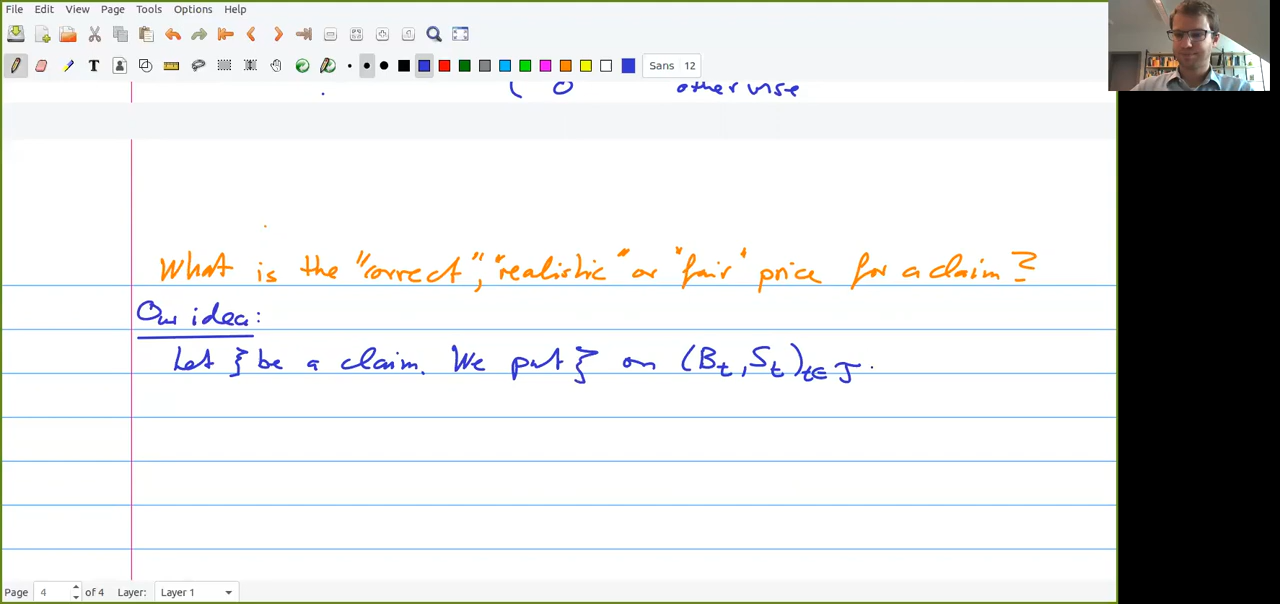 File Edit View Page Tools Options Help
Sans 12
( 0 otherwise
What is the "correct", "realistic" or "fair" price for a claim?
Our idea:
Let ξ be a claim. We put ξ on (B_t, S_t)_{t∈J}.
Page 4 of 4 Layer: Layer 1